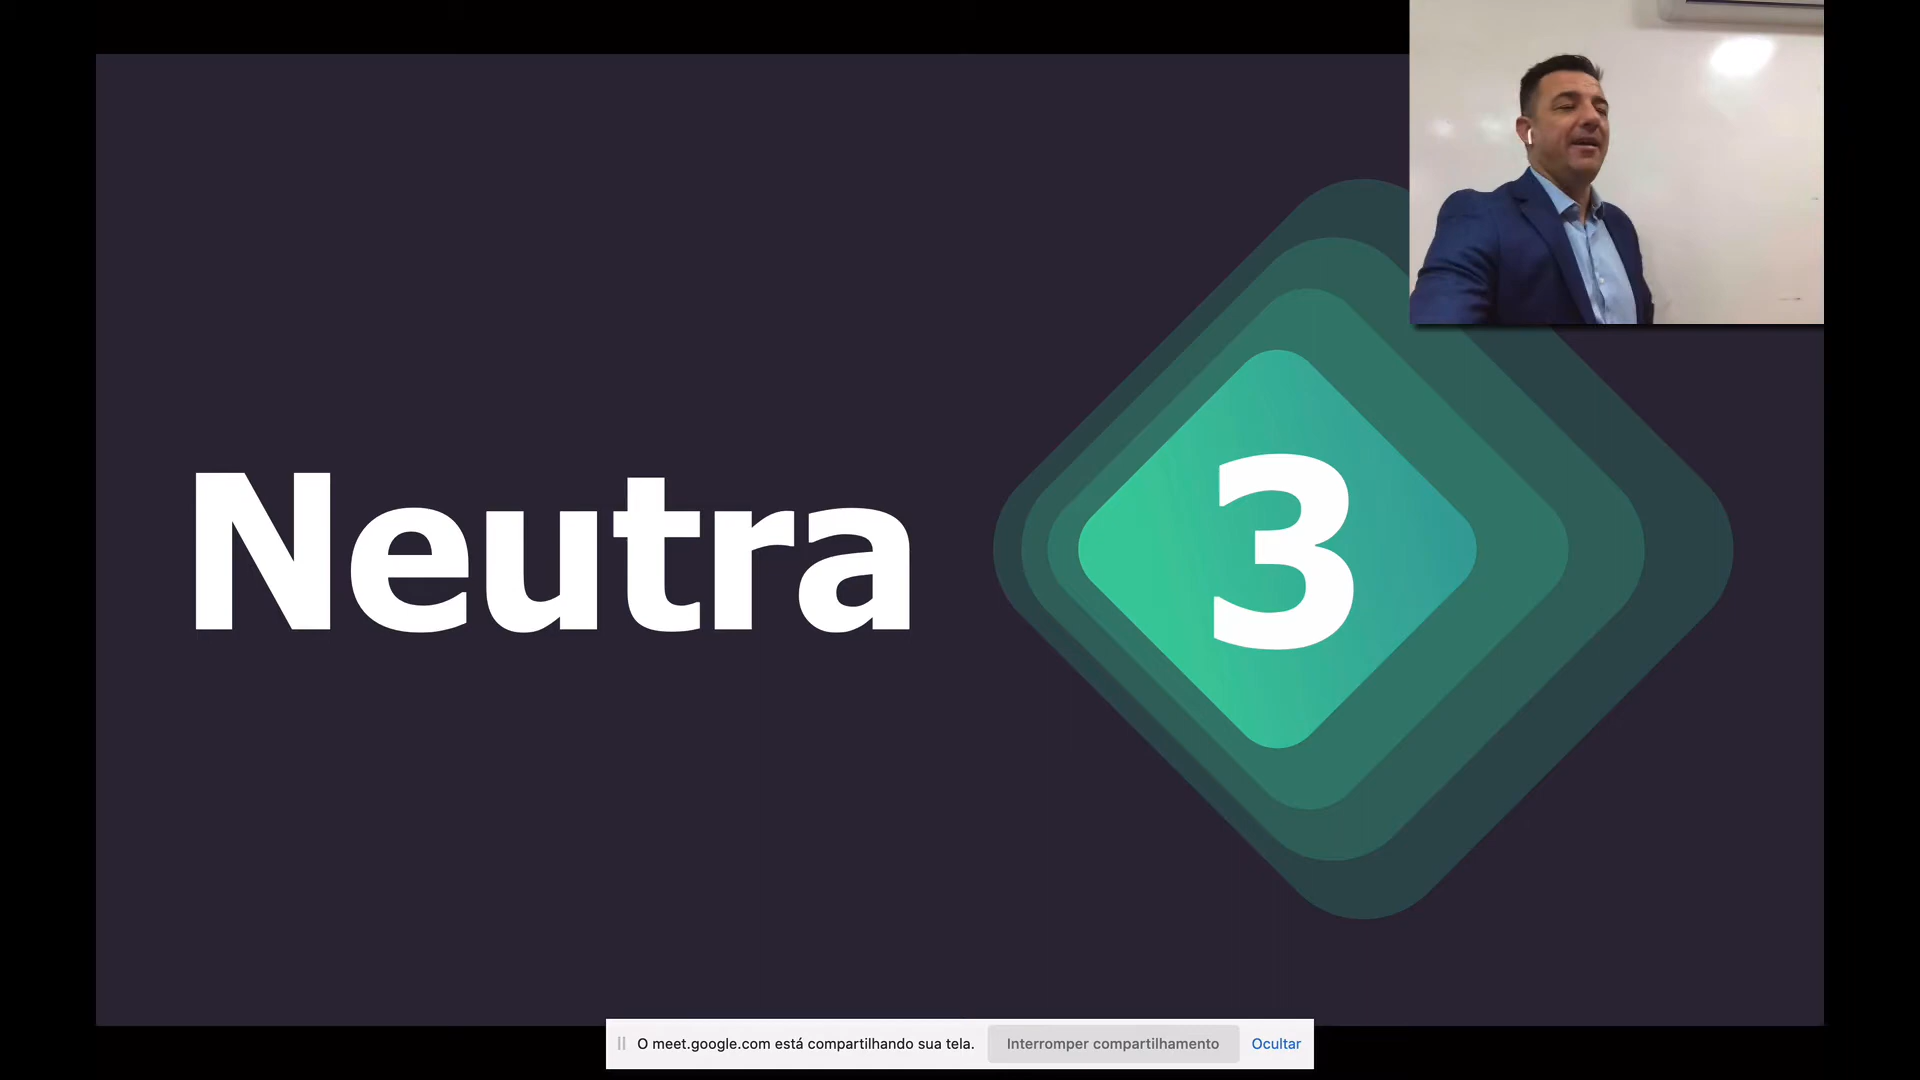 Neutra
3
O meet.google.com está compartilhando sua tela.
Interromper compartilhamento
Ocultar